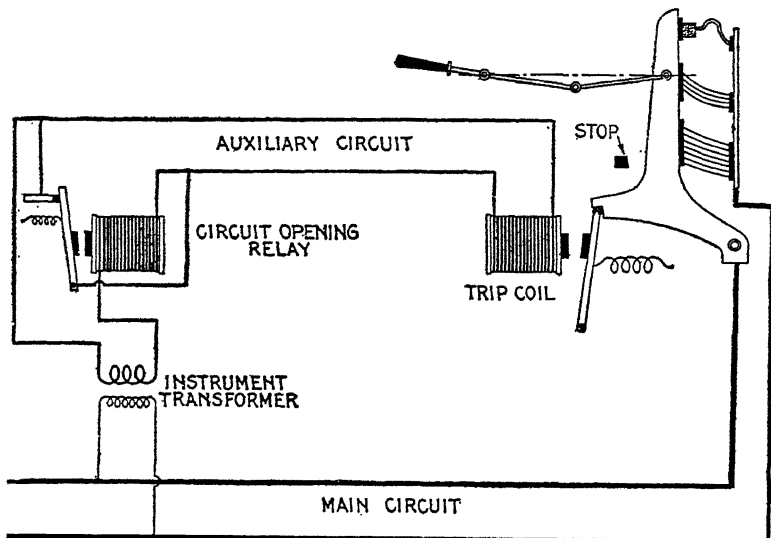 STOP
AUXILIARY CIRCUIT
CIRCUIT OPENING
RELAY
TRIP COIL
INSTRUMENT
TRANSFORMER
MAIN CIRCUIT